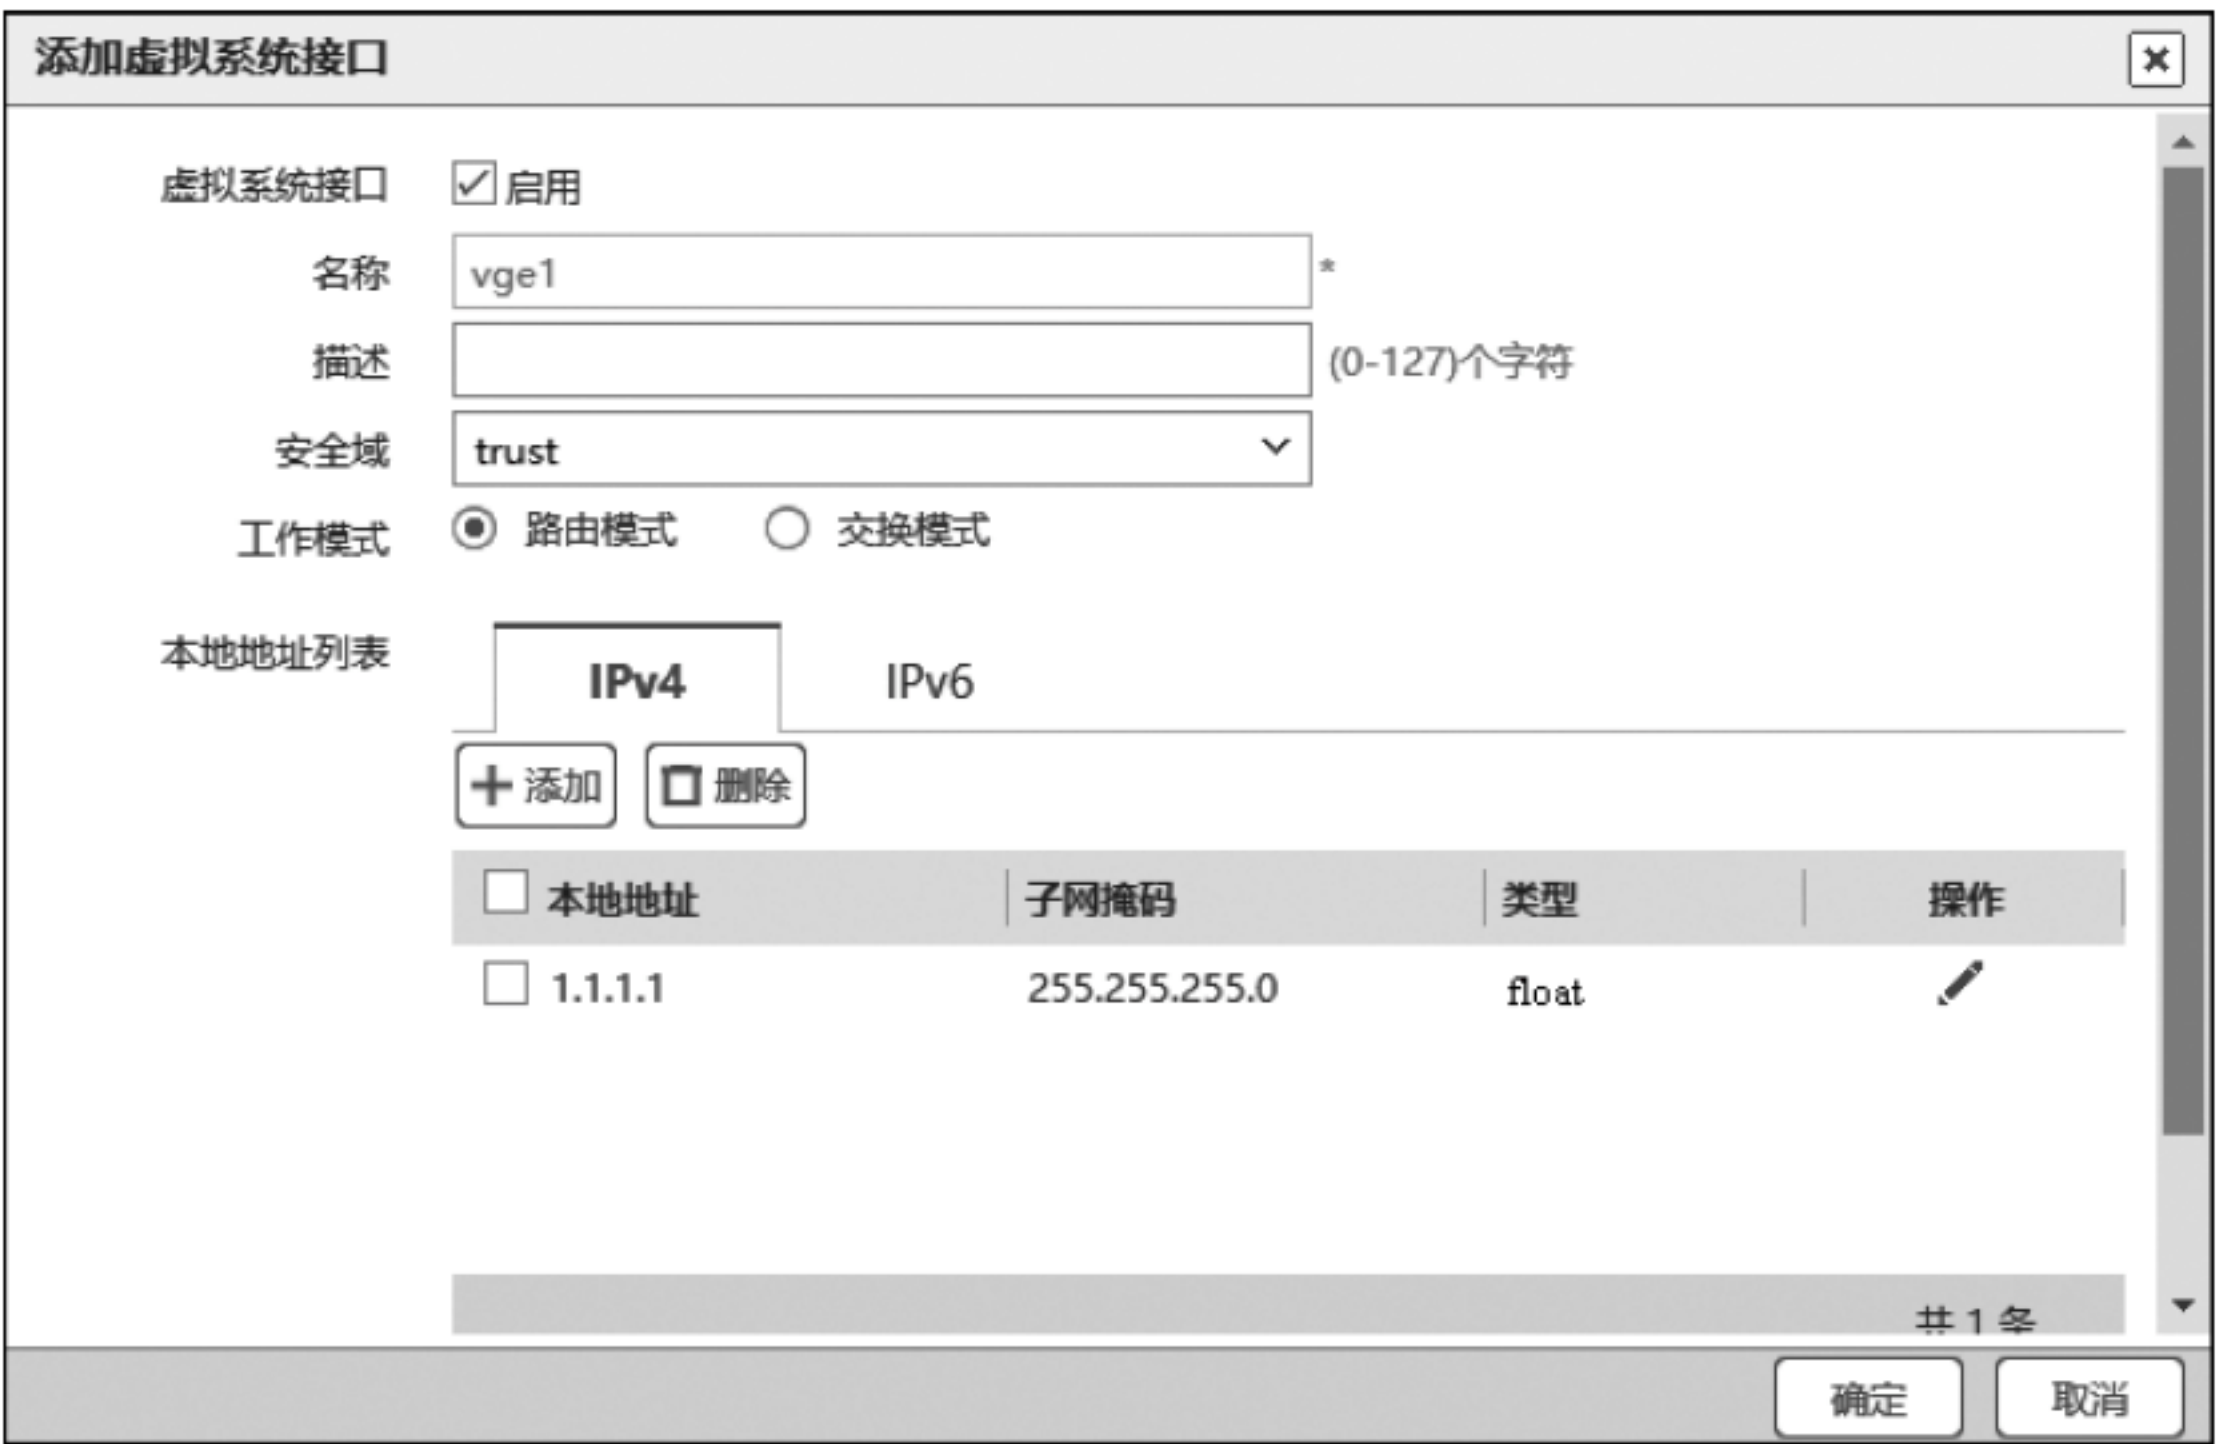 添加虚拟系统接口
虚拟系统接口 启用
名称 vge1 *
描述 (0-127)个字符
安全域 trust
工作模式 路由模式 交换模式
本地地址列表 IPv4 IPv6
添加 删除
本地地址 子网掩码 类型 操作
1.1.1.1 255.255.255.0 float
共 1 条
确定 取消